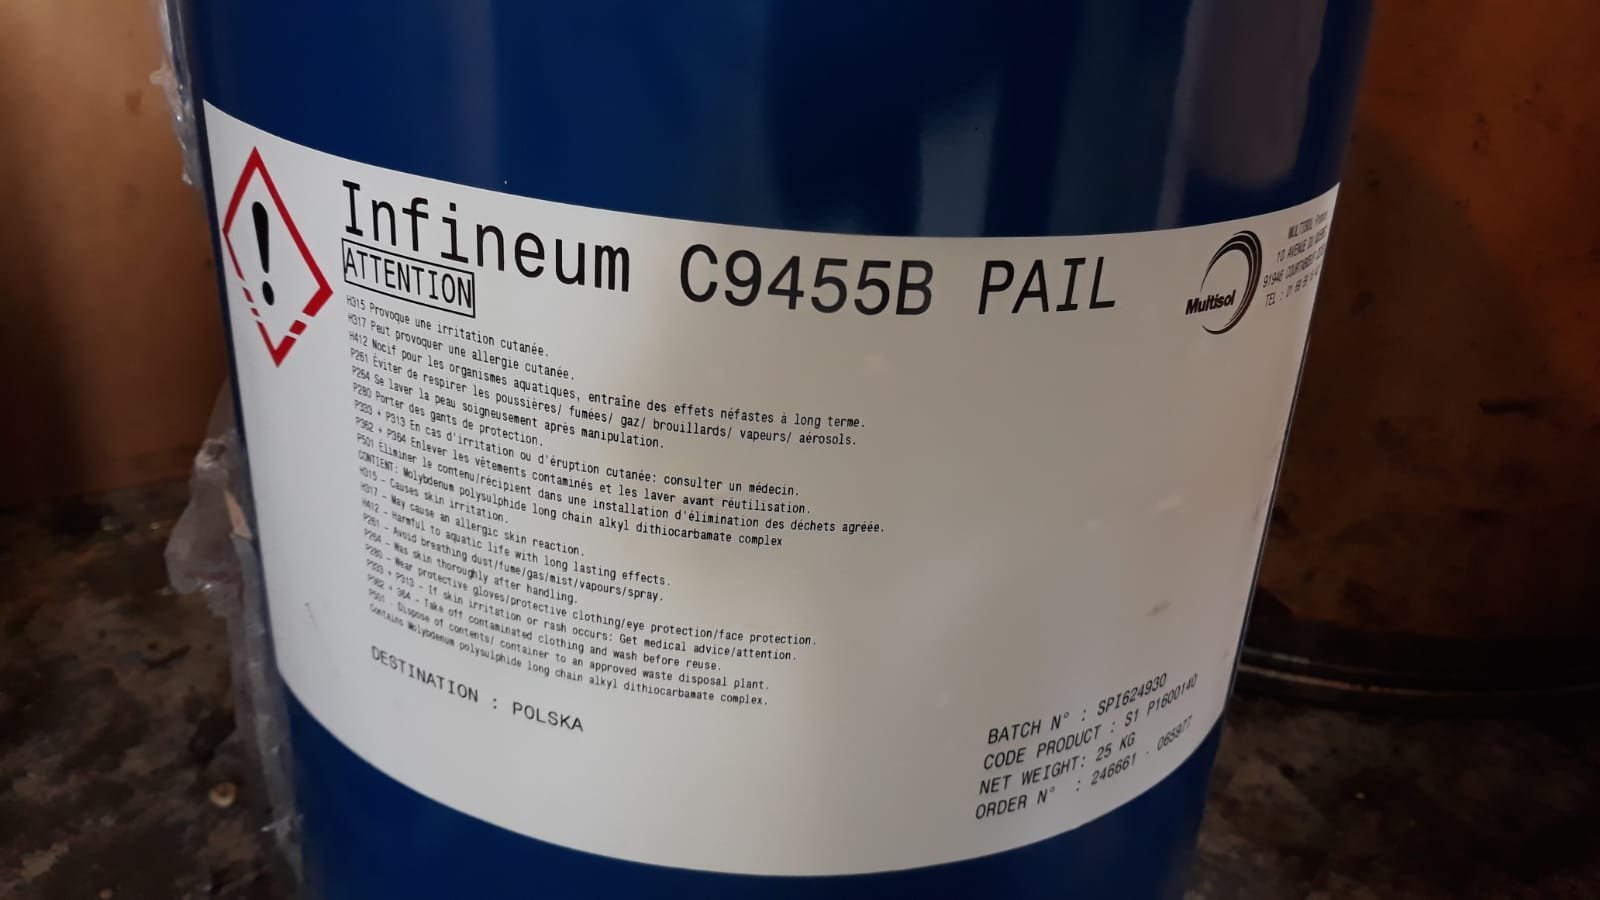 Infineum C9455B PAIL
ATTENTION
H315 Provoque une irritation cutanée.
H317 Peut provoquer une allergie cutanée.
H412 Nocif pour les organismes aquatiques, entraîne des effets néfastes à long terme.
P261 Éviter de respirer les poussières/ fumées/ gaz/ brouillards/ vapeurs/ aérosols.
P264 Se laver la peau soigneusement après manipulation.
P280 Porter des gants de protection.
P333 + P313 En cas d'irritation ou d'éruption cutanée: consulter un médecin.
P362 + P364 Enlever les vêtements contaminés et les laver avant réutilisation.
P501 Éliminer le contenu/récipient dans une installation d'élimination des déchets agréée.
CONTIENT: Molybdenum polysulphide long chain alkyl dithiocarbamate complex
H315 - Causes skin irritation.
H317 - May cause an allergic skin reaction.
H412 - Harmful to aquatic life with long lasting effects.
P261 - Avoid breathing dust/fume/gas/mist/vapours/spray.
P264 - Was skin thoroughly after handling.
P280 - Wear protective gloves/protective clothing/eye protection/face protection.
P333 + P313 - If skin irritation or rash occurs: Get medical advice/attention.
P362 + 364 - Take off contaminated clothing and wash before reuse.
P501 - Dispose of contents/ container to an approved waste disposal plant.
Contains Molybdenum polysulphide long chain alkyl dithiocarbamate complex.
DESTINATION : POLSKA
Multisol
MULTISOL
10 AVENUE DU
91946
TEL : 01 69
BATCH N° : SPI624930
CODE PRODUCT : S1 P1600140
NET WEIGHT: 25 KG
ORDER N° : 246661 - 065977